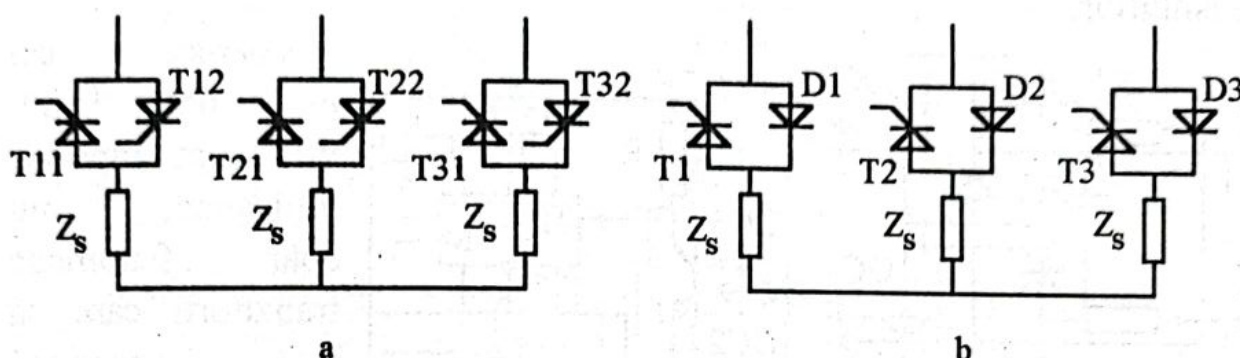 T12 T22 T32 D1 D2 D3
T11 T21 T31 T1 T2 T3
Zs Zs Zs Zs Zs Zs
a b